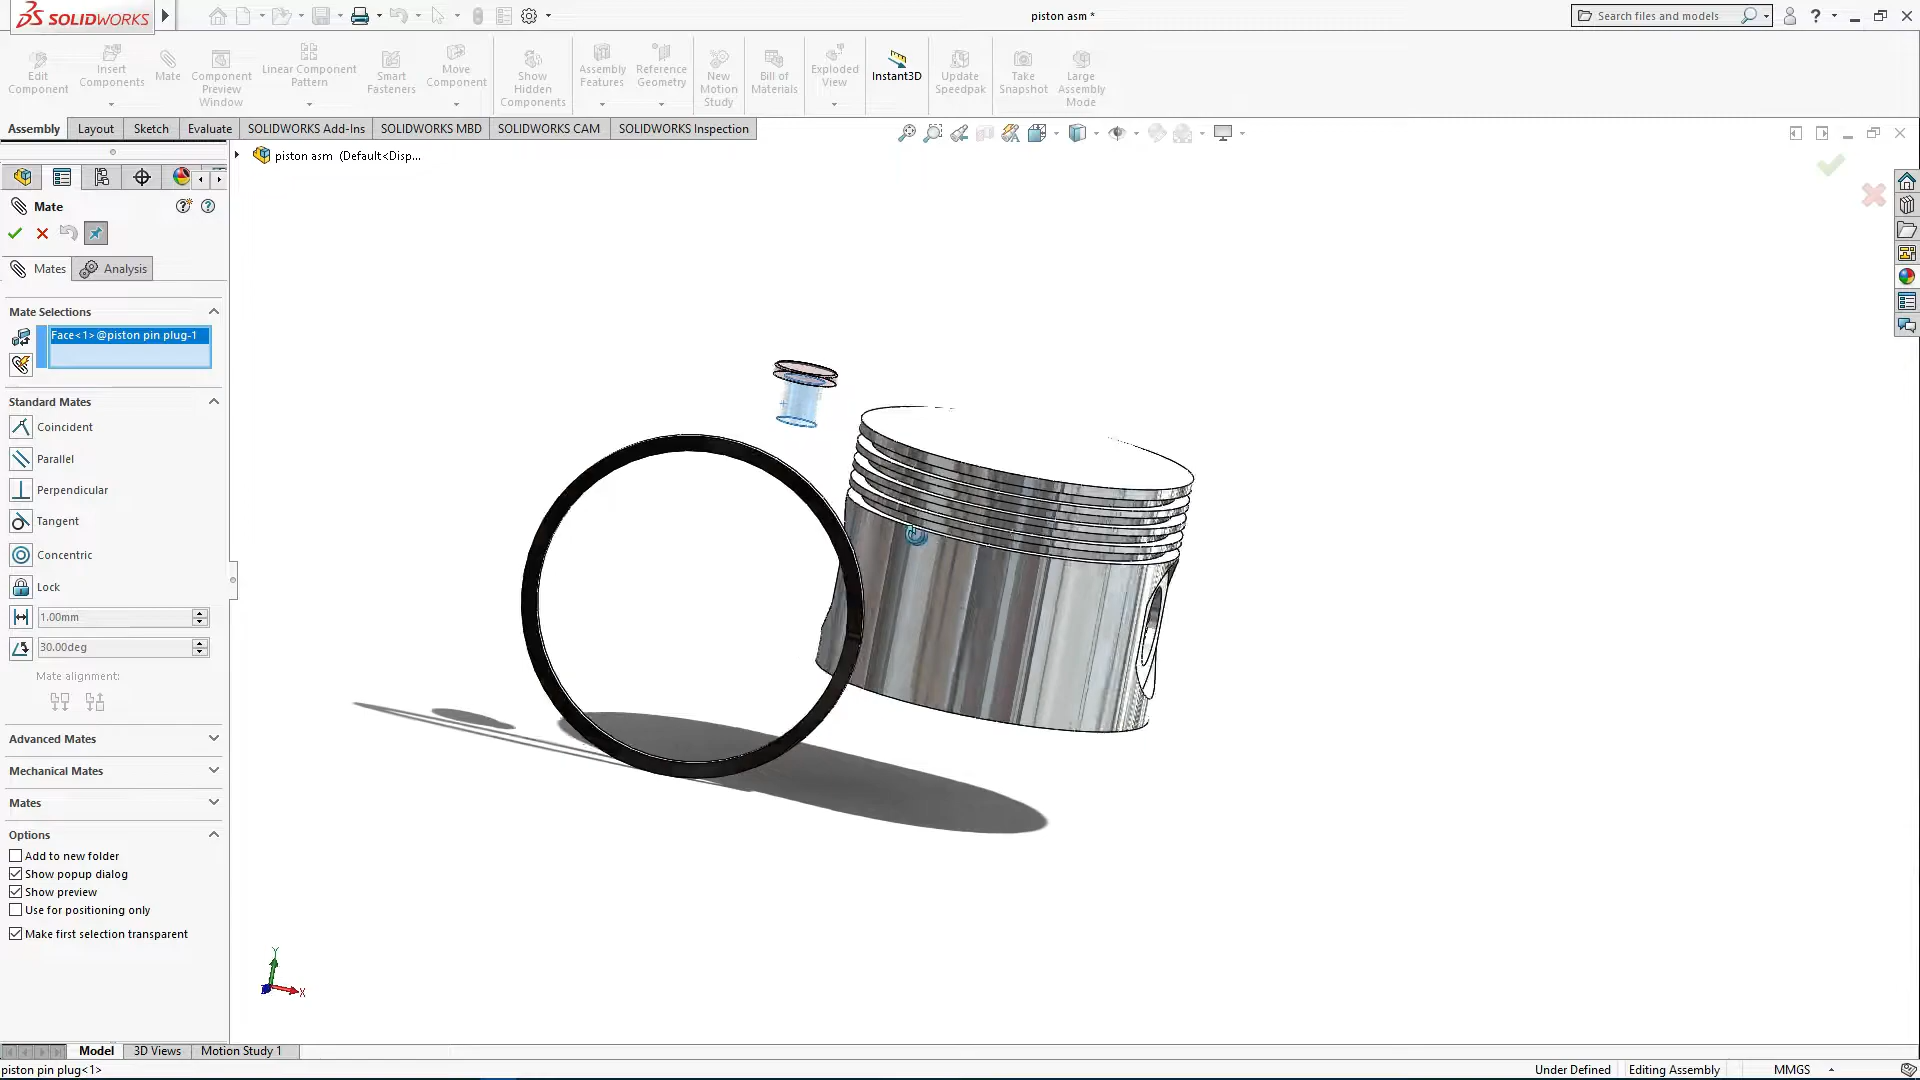 SOLIDWORKS
piston asm *
Search files and models
Edit Component
Insert Components
Mate
Component Preview Window
Linear Component Pattern
Smart Fasteners
Move Component
Show Hidden Components
Assembly Features
Reference Geometry
New Motion Study
Bill of Materials
Exploded View
Instant3D
Update Speedpak
Take Snapshot
Large Assembly Mode
Assembly
Layout
Sketch
Evaluate
SOLIDWORKS Add-Ins
SOLIDWORKS MBD
SOLIDWORKS CAM
SOLIDWORKS Inspection
piston asm (Default<Disp...
Mate
Mates
Analysis
Mate Selections
Face<1>@piston pin plug-1
Standard Mates
Coincident
Parallel
Perpendicular
Tangent
Concentric
Lock
1.00mm
30.00deg
Mate alignment:
Advanced Mates
Mechanical Mates
Mates
Options
Add to new folder
Show popup dialog
Show preview
Use for positioning only
Make first selection transparent
Y
X
Model
3D Views
Motion Study 1
piston pin plug<1>
Under Defined
Editing Assembly
MMGS